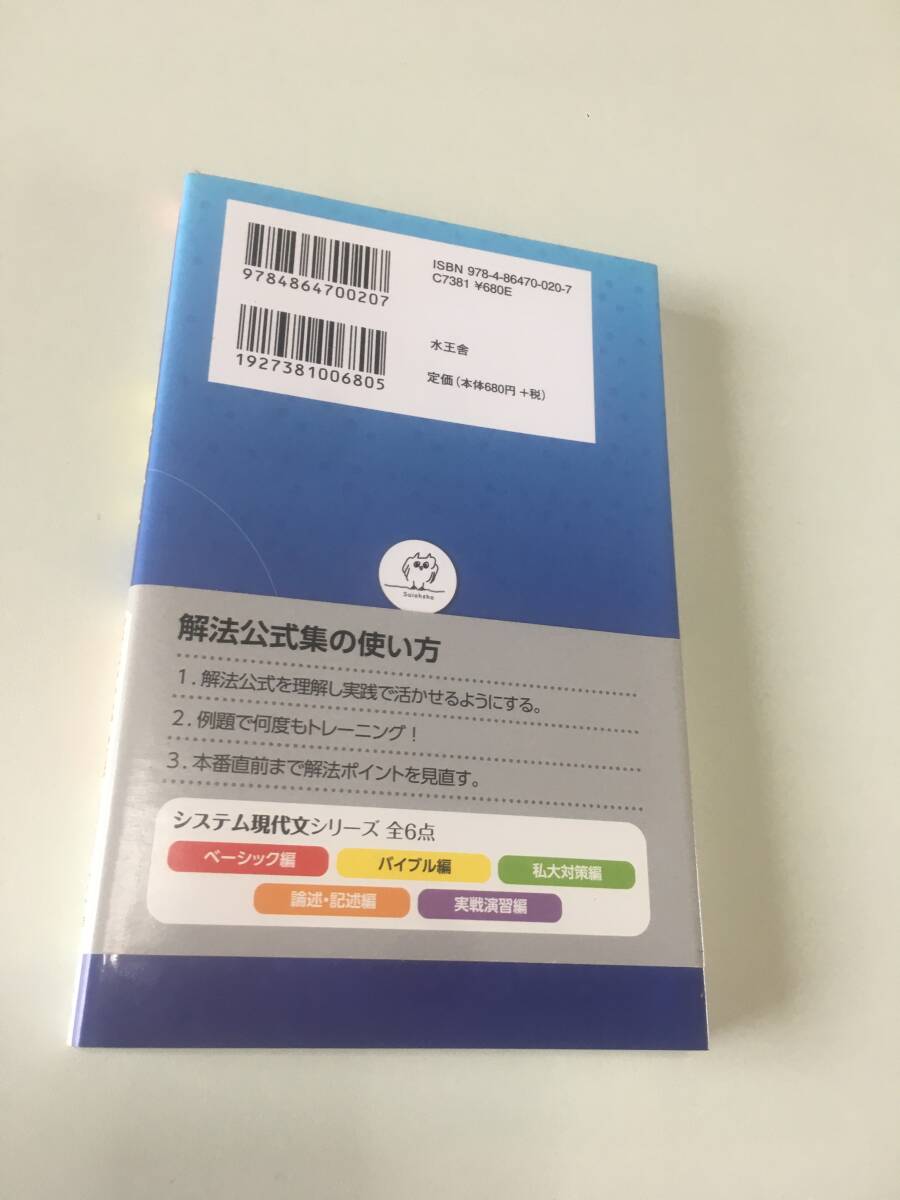 9784864700207
ISBN 978-4-86470-020-7
C7381 ¥680E
1927381006805
水王舎
定価（本体680円＋税）
Suiohsha
解法公式集の使い方
1．解法公式を理解し実践で活かせるようにする。
2．例題で何度もトレーニング！
3．本番直前まで解法ポイントを見直す。
システム現代文シリーズ 全6点
ベーシック編
バイブル編
私大対策編
論述・記述編
実戦演習編